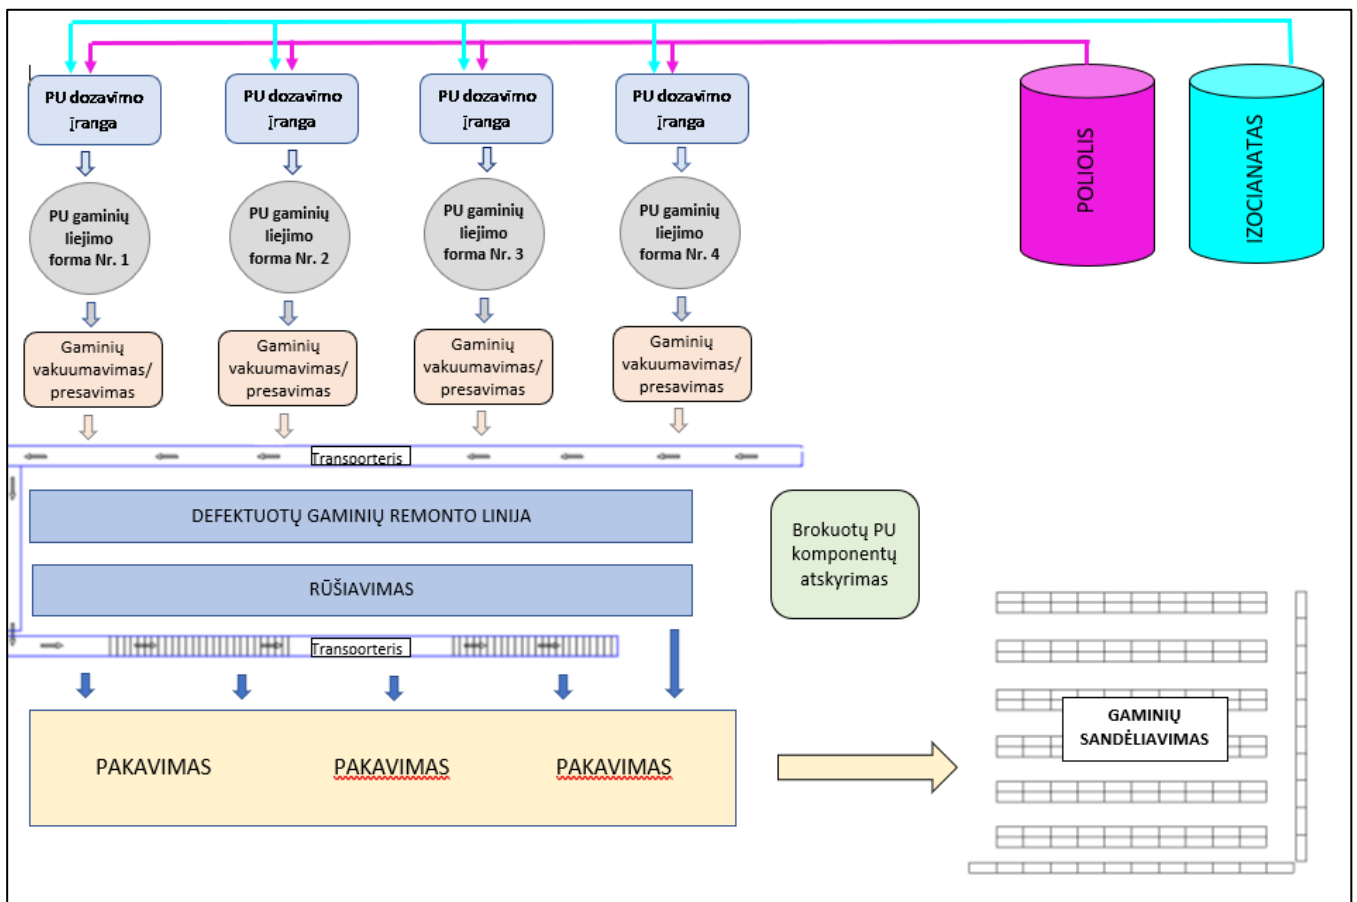 PU dozavimo
įranga
PU dozavimo
įranga
PU dozavimo
įranga
PU dozavimo
įranga
POLIOLIS
IZOCIANATAS
PU gaminių
liejimo
forma Nr. 1
PU gaminių
liejimo
forma Nr. 2
PU gaminių
liejimo
forma Nr. 3
PU gaminių
liejimo
forma Nr. 4
Gaminių
vakuumavimas/
presavimas
Gaminių
vakuumavimas/
presavimas
Gaminių
vakuumavimas/
presavimas
Gaminių
vakuumavimas/
presavimas
Transporteris
DEFEKTUOTŲ GAMINIŲ REMONTO LINIJA
Brokuotų PU
komponentų
atskyrimas
RŪŠIAVIMAS
Transporteris
PAKAVIMAS
PAKAVIMAS
PAKAVIMAS
GAMINIŲ
SANDĖLIAVIMAS